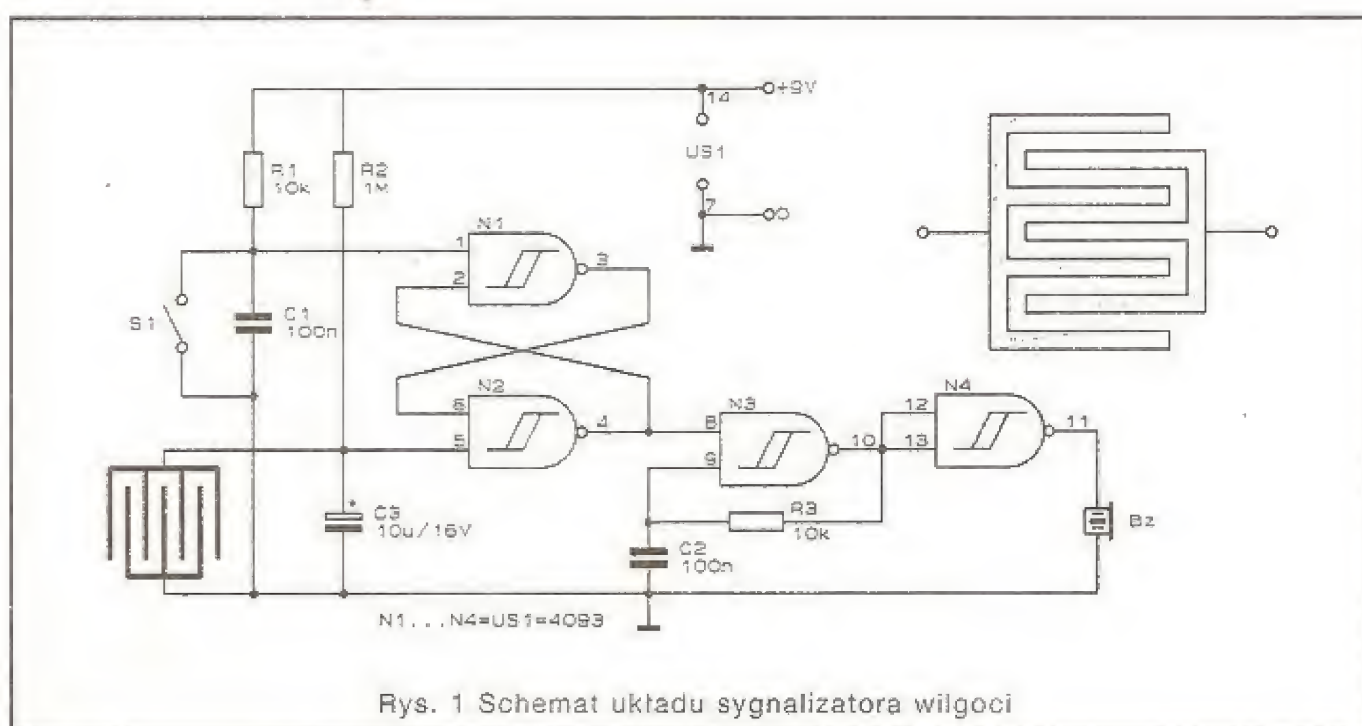 +9V
14
US1
7
0
R1
10k
R2
1M
N1
1
2
3
S1
C1
100n
N2
6
5
4
N3
8
9
10
N4
12
13
11
C3
10u/16V
R3
10k
C2
100n
Bz
N1...N4=US1=4093
Rys. 1 Schemat układu sygnalizatora wilgoci